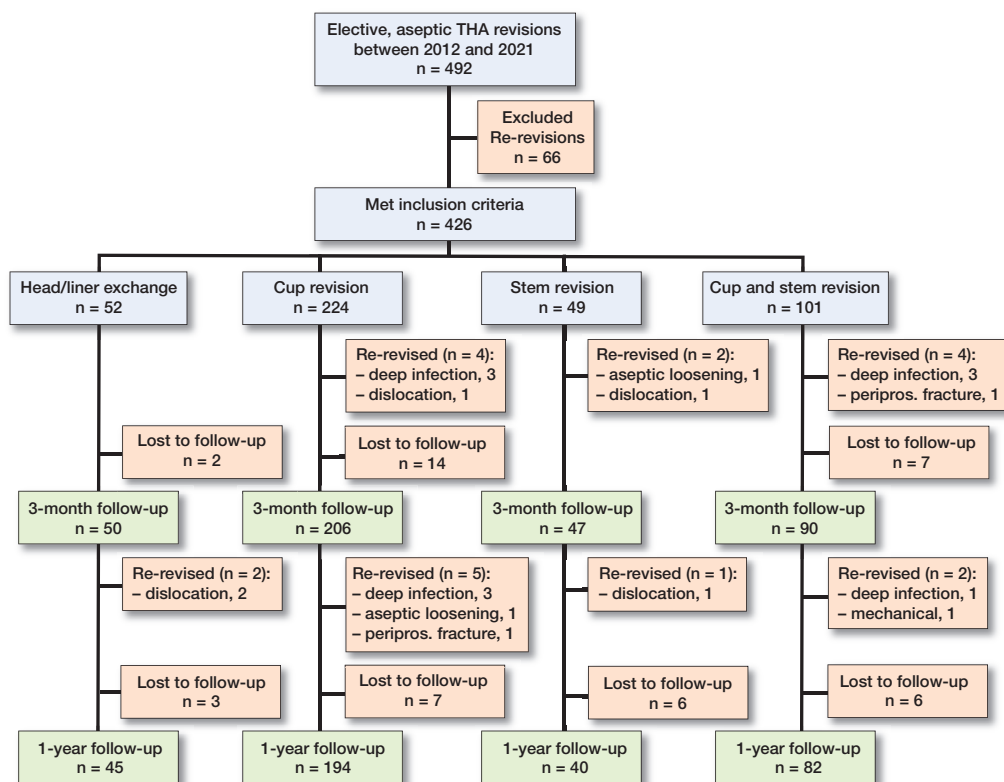 Elective, aseptic THA revisions
between 2012 and 2021
n = 492
Excluded
Re-revisions
n = 66
Met inclusion criteria
n = 426
Head/liner exchange
n = 52
Cup revision
n = 224
Stem revision
n = 49
Cup and stem revision
n = 101
Re-revised (n = 4):
– deep infection, 3
– dislocation, 1
Re-revised (n = 2):
– aseptic loosening, 1
– dislocation, 1
Re-revised (n = 4):
– deep infection, 3
– peripros. fracture, 1
Lost to follow-up
n = 2
Lost to follow-up
n = 14
Lost to follow-up
n = 7
3-month follow-up
n = 50
3-month follow-up
n = 206
3-month follow-up
n = 47
3-month follow-up
n = 90
Re-revised (n = 2):
– dislocation, 2
Re-revised (n = 5):
– deep infection, 3
– aseptic loosening, 1
– peripros. fracture, 1
Re-revised (n = 1):
– dislocation, 1
Re-revised (n = 2):
– deep infection, 1
– mechanical, 1
Lost to follow-up
n = 3
Lost to follow-up
n = 7
Lost to follow-up
n = 6
Lost to follow-up
n = 6
1-year follow-up
n = 45
1-year follow-up
n = 194
1-year follow-up
n = 40
1-year follow-up
n = 82